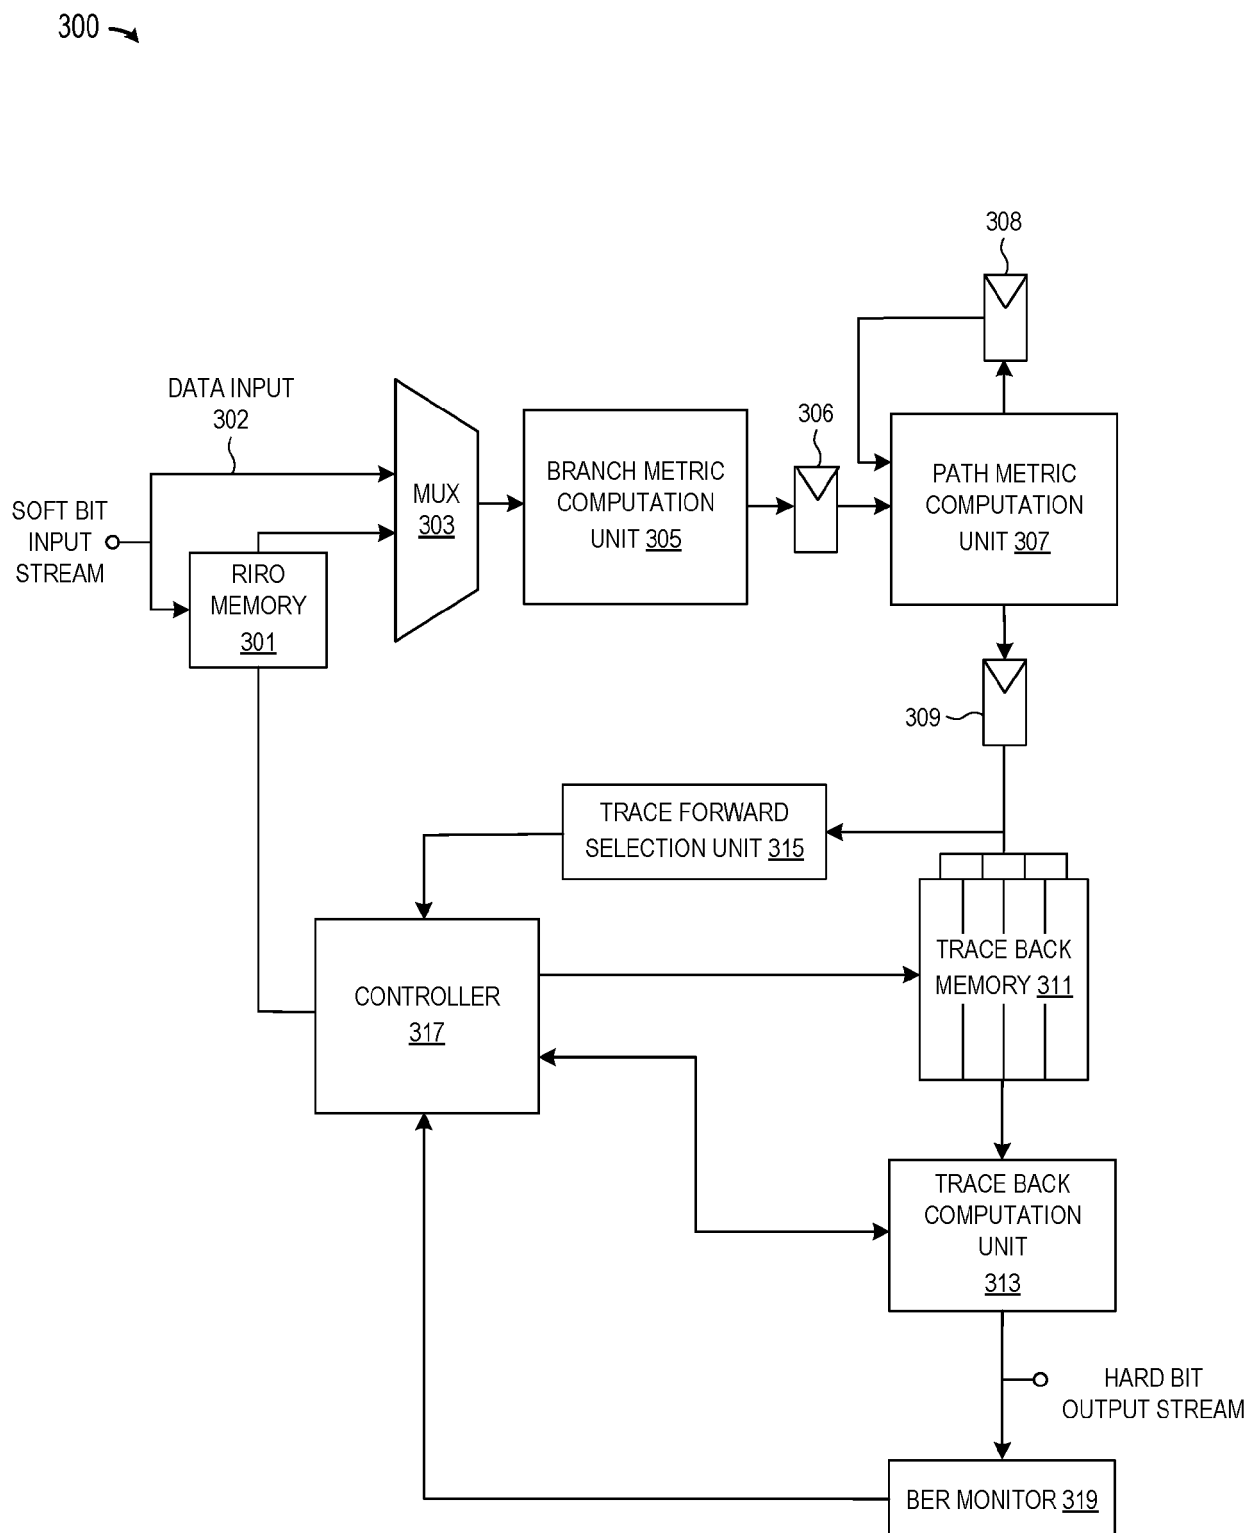 300
308
DATA INPUT
302
306
MUX
303
BRANCH METRIC
COMPUTATION
UNIT 305
PATH METRIC
COMPUTATION
UNIT 307
SOFT BIT
INPUT
STREAM
RIRO
MEMORY
301
309
TRACE FORWARD
SELECTION UNIT 315
TRACE BACK
MEMORY 311
CONTROLLER
317
TRACE BACK
COMPUTATION
UNIT
313
HARD BIT
OUTPUT STREAM
BER MONITOR 319